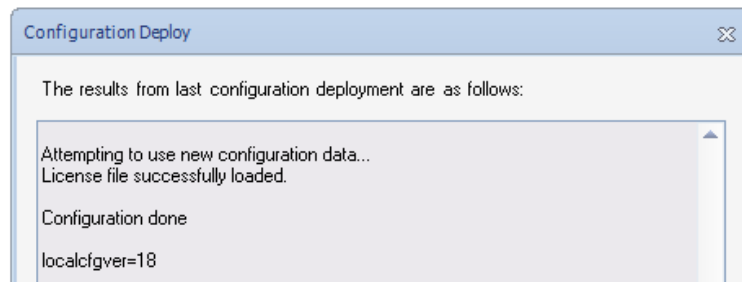 Configuration Deploy
The results from last configuration deployment are as follows:
Attempting to use new configuration data...
License file successfully loaded.
Configuration done
localcfgver=18